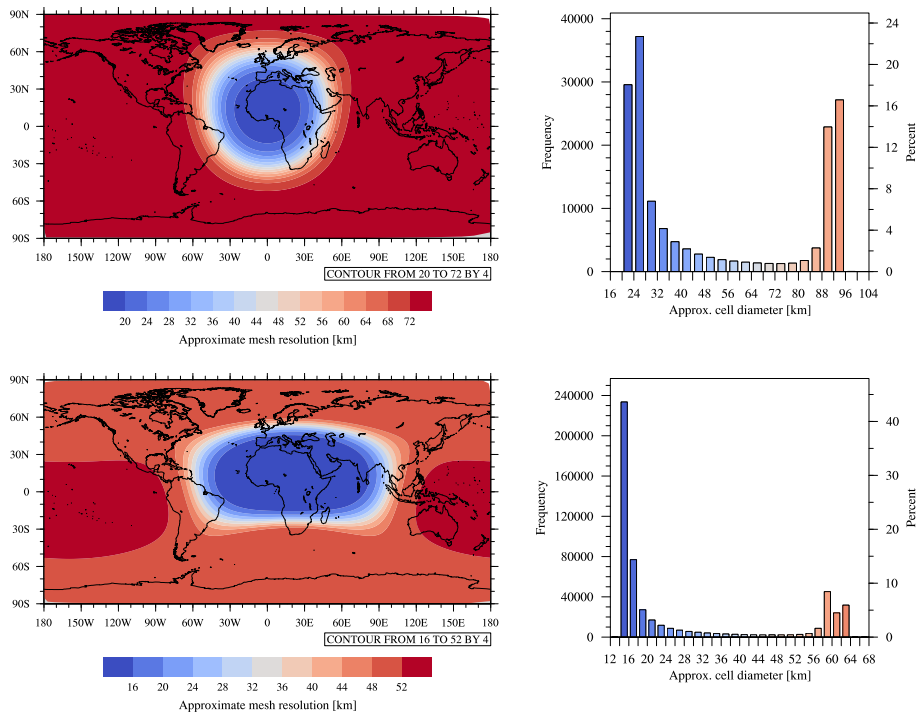 90N
60N
30N
0
30S
60S
90S
180 150W 120W 90W 60W 30W 0 30E 60E 90E 120E 150E 180
CONTOUR FROM 20 TO 72 BY 4
20 24 28 32 36 40 44 48 52 56 60 64 68 72
Approximate mesh resolution [km]
40000
30000
20000
10000
0
Frequency
24
20
16
12
8
4
0
Percent
16 24 32 40 48 56 64 72 80 88 96 104
Approx. cell diameter [km]
90N
60N
30N
0
30S
60S
90S
180 150W 120W 90W 60W 30W 0 30E 60E 90E 120E 150E 180
CONTOUR FROM 16 TO 52 BY 4
16 20 24 28 32 36 40 44 48 52
Approximate mesh resolution [km]
240000
200000
160000
120000
80000
40000
0
Frequency
40
30
20
10
0
Percent
12 16 20 24 28 32 36 40 44 48 52 56 60 64 68
Approx. cell diameter [km]